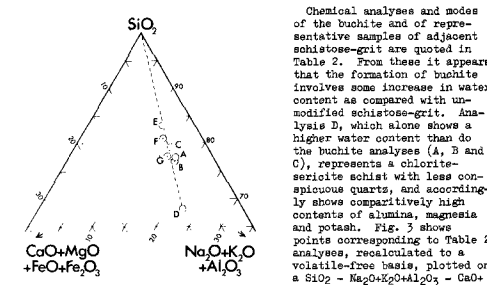 SiO2
10
90
E
F
C
20
80
G
A
B
30
70
D
30
20
10
CaO+MgO
+FeO+Fe2O3
Na2O+K2O
+Al2O3
Chemical analyses and modes
of the buchite and of repre-
sentative samples of adjacent
schistose-grit are quoted in
Table 2. From these it appears
that the formation of buchite
involves some increase in water
content as compared with un-
modified schistose-grit. Ana-
lysis D, which alone shows a
higher water content than do
the buchite analyses (A, B and
C), represents a chlorite-
sericite schist with less con-
spicuous quartz, and according-
ly shows comparitively high
contents of alumina, magnesia
and potash. Fig. 3 shows
points corresponding to Table 2
analyses, recalculated to a
volatile-free basis, plotted on
a SiO2 - Na2O+K2O+Al2O3 - CaO+